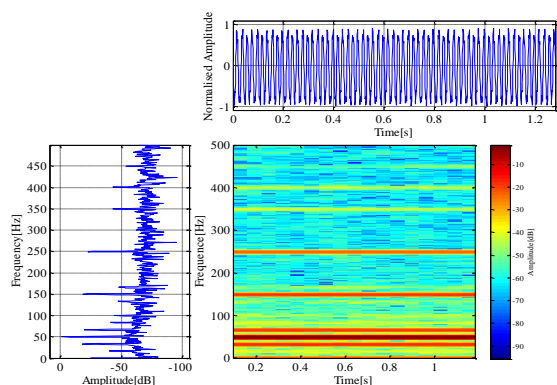 Normalised Amplitude
1
0
-1
0 0.2 0.4 0.6 0.8 1 1.2
Time[s]
Frequency[Hz]
450
400
350
300
250
200
150
100
50
0
0 -50 -100
Amplitude[dB]
Frequence[Hz]
500
400
300
200
100
0
0.2 0.4 0.6 0.8 1
Time[s]
-10
-20
-30
-40
-50
-60
-70
-80
-90
Amplitude[dB]